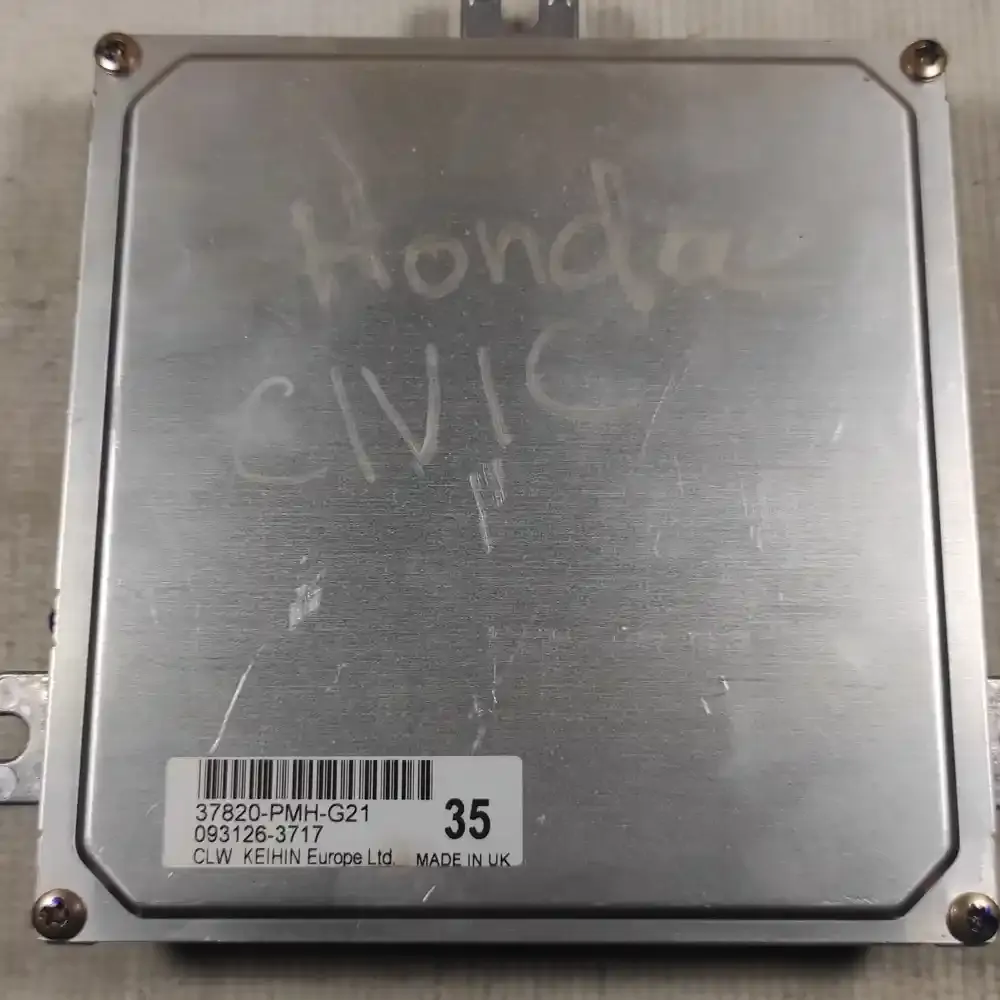 Honda
CIVIC
37820-PMH-G21
093126-3717
35
CLW KEIHIN Europe Ltd. MADE IN UK